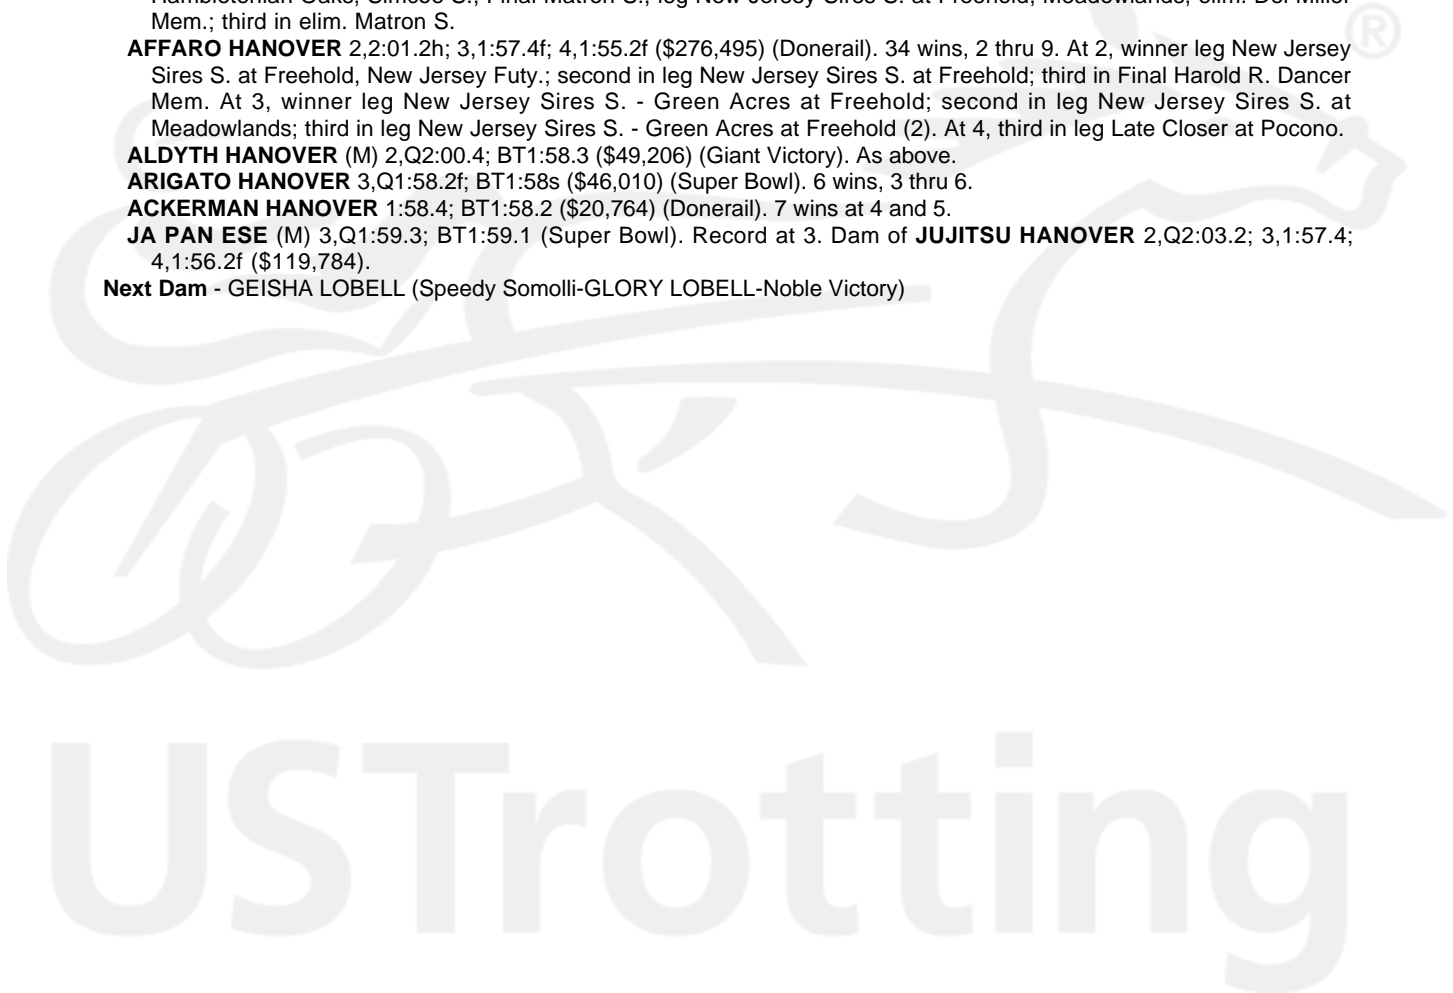 Mem.; third in elim. Matron S.
AFFARO HANOVER 2,2:01.2h; 3,1:57.4f; 4,1:55.2f ($276,495) (Donerail). 34 wins, 2 thru 9. At 2, winner leg New Jersey
Sires S. at Freehold, New Jersey Futy.; second in leg New Jersey Sires S. at Freehold; third in Final Harold R. Dancer
Mem. At 3, winner leg New Jersey Sires S. - Green Acres at Freehold; second in leg New Jersey Sires S. at
Meadowlands; third in leg New Jersey Sires S. - Green Acres at Freehold (2). At 4, third in leg Late Closer at Pocono.
ALDYTH HANOVER (M) 2,Q2:00.4; BT1:58.3 ($49,206) (Giant Victory). As above.
ARIGATO HANOVER 3,Q1:58.2f; BT1:58s ($46,010) (Super Bowl). 6 wins, 3 thru 6.
ACKERMAN HANOVER 1:58.4; BT1:58.2 ($20,764) (Donerail). 7 wins at 4 and 5.
JA PAN ESE (M) 3,Q1:59.3; BT1:59.1 (Super Bowl). Record at 3. Dam of JUJITSU HANOVER 2,Q2:03.2; 3,1:57.4;
4,1:56.2f ($119,784).
Next Dam - GEISHA LOBELL (Speedy Somolli-GLORY LOBELL-Noble Victory)
®
USTrotting